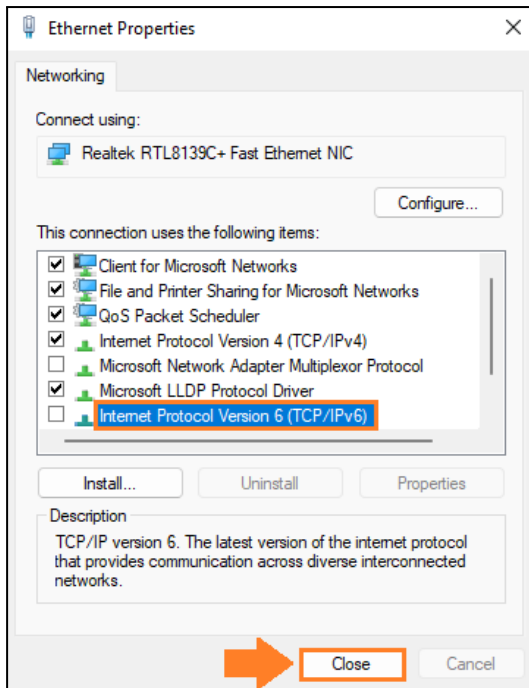 Ethernet Properties
Networking
Connect using:
Realtek RTL8139C+ Fast Ethernet NIC
Configure...
This connection uses the following items:
Client for Microsoft Networks
File and Printer Sharing for Microsoft Networks
QoS Packet Scheduler
Internet Protocol Version 4 (TCP/IPv4)
Microsoft Network Adapter Multiplexor Protocol
Microsoft LLDP Protocol Driver
Internet Protocol Version 6 (TCP/IPv6)
Install... Uninstall Properties
Description
TCP/IP version 6. The latest version of the internet protocol
that provides communication across diverse interconnected
networks.
Close Cancel